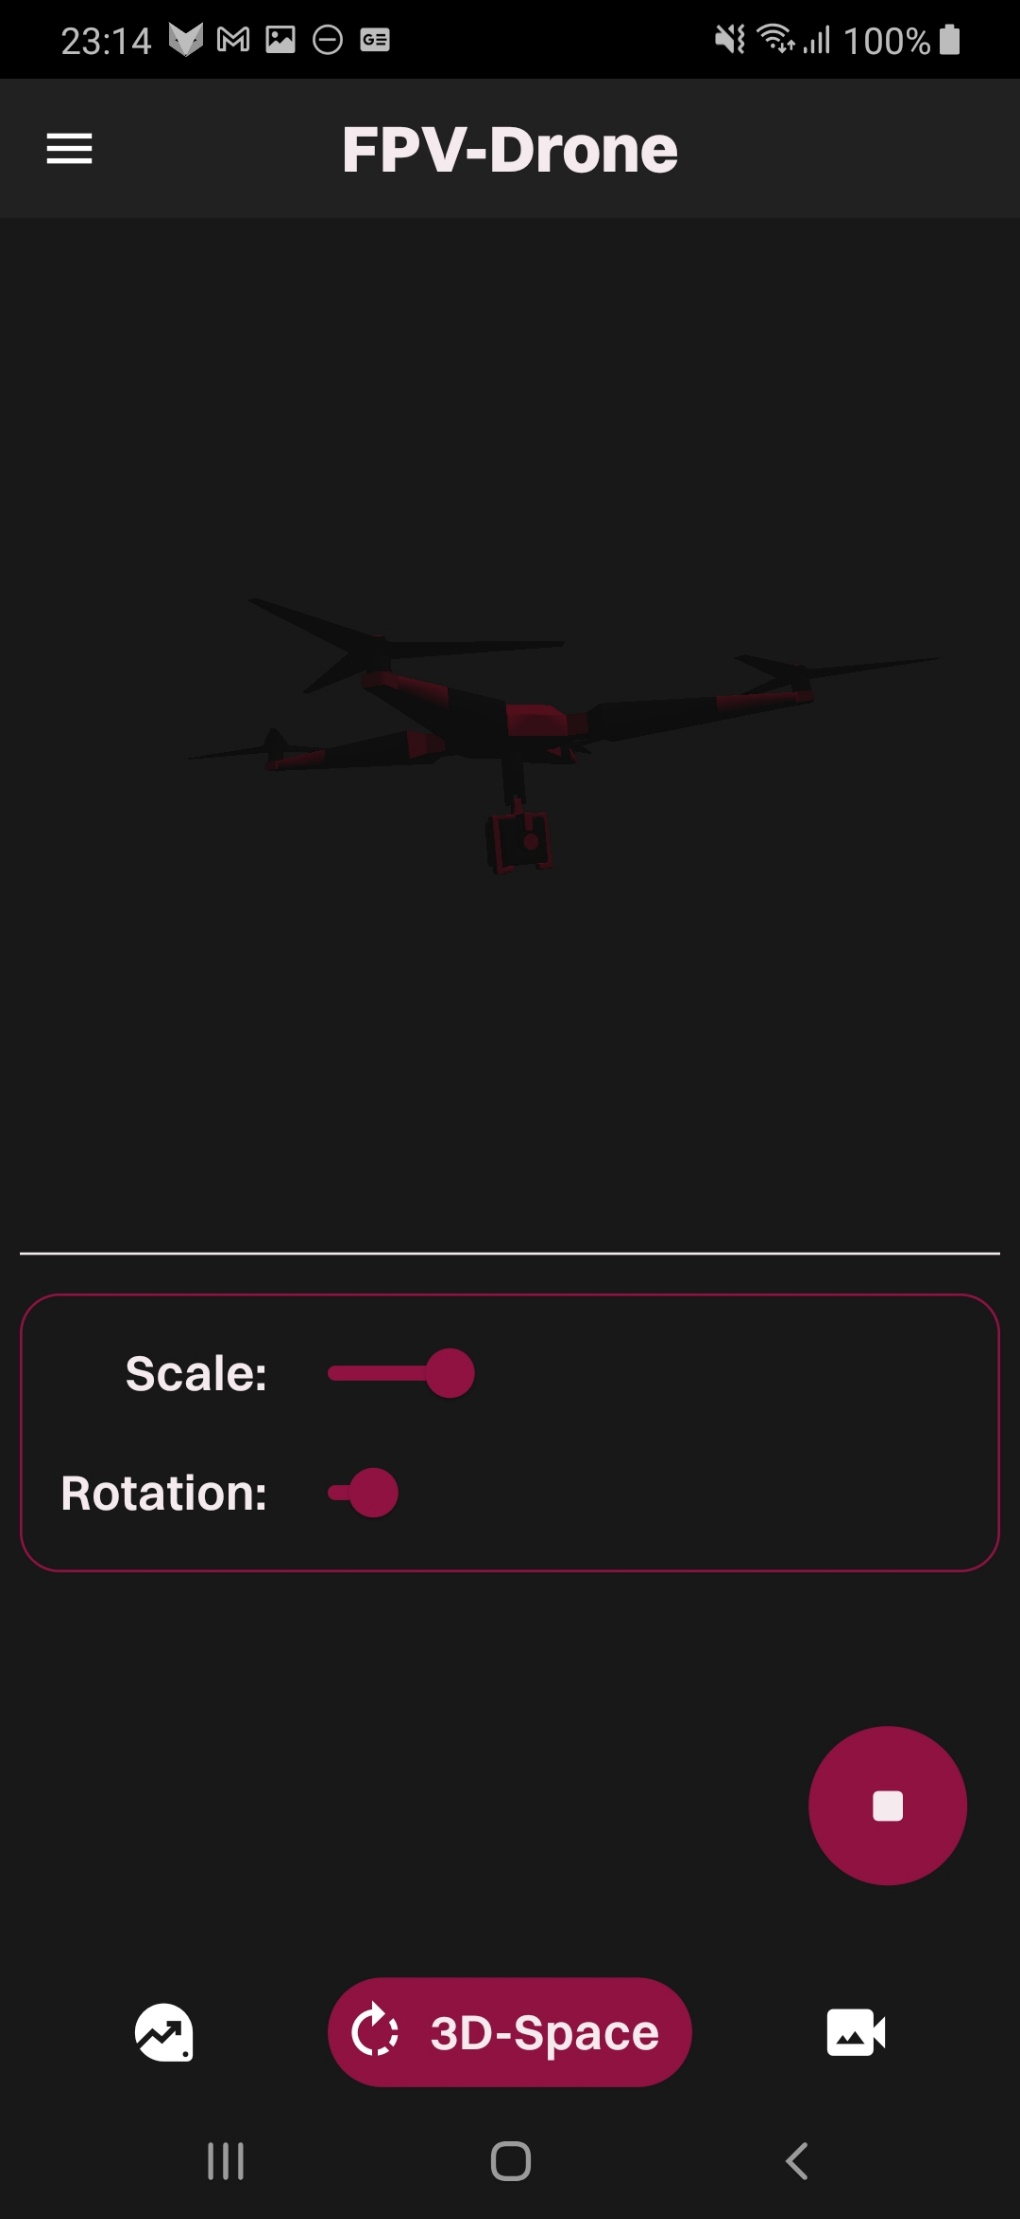 23:14
100%
FPV-Drone
Scale:
Rotation:
3D-Space